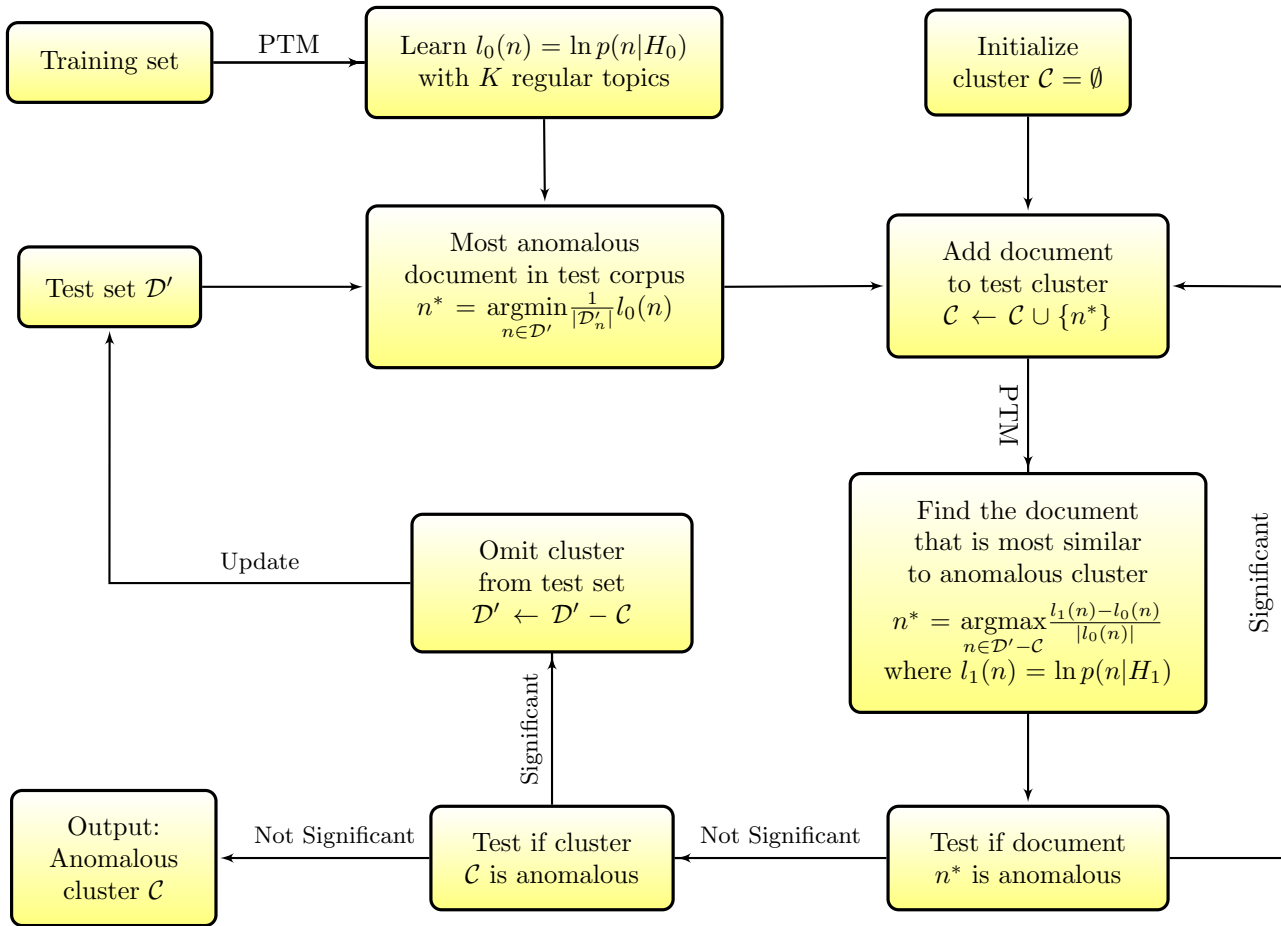 Training set
PTM
Learn $l_0(n) = \ln p(n|H_0)$
with $K$ regular topics
Initialize
cluster $\mathcal{C} = \emptyset$
Test set $\mathcal{D}'$
Most anomalous
document in test corpus
$n^* = \underset{n \in \mathcal{D}'}{\operatorname{argmin}} \frac{1}{|\mathcal{D}'_n|} l_0(n)$
Add document
to test cluster
$\mathcal{C} \leftarrow \mathcal{C} \cup \{n^*\}$
PTM
Find the document
that is most similar
to anomalous cluster
$n^* = \underset{n \in \mathcal{D}' - \mathcal{C}}{\operatorname{argmax}} \frac{l_1(n) - l_0(n)}{|l_0(n)|}$
where $l_1(n) = \ln p(n|H_1)$
Significant
Update
Omit cluster
from test set
$\mathcal{D}' \leftarrow \mathcal{D}' - \mathcal{C}$
Significant
Output:
Anomalous
cluster $\mathcal{C}$
Not Significant
Test if cluster
$\mathcal{C}$ is anomalous
Not Significant
Test if document
$n^*$ is anomalous